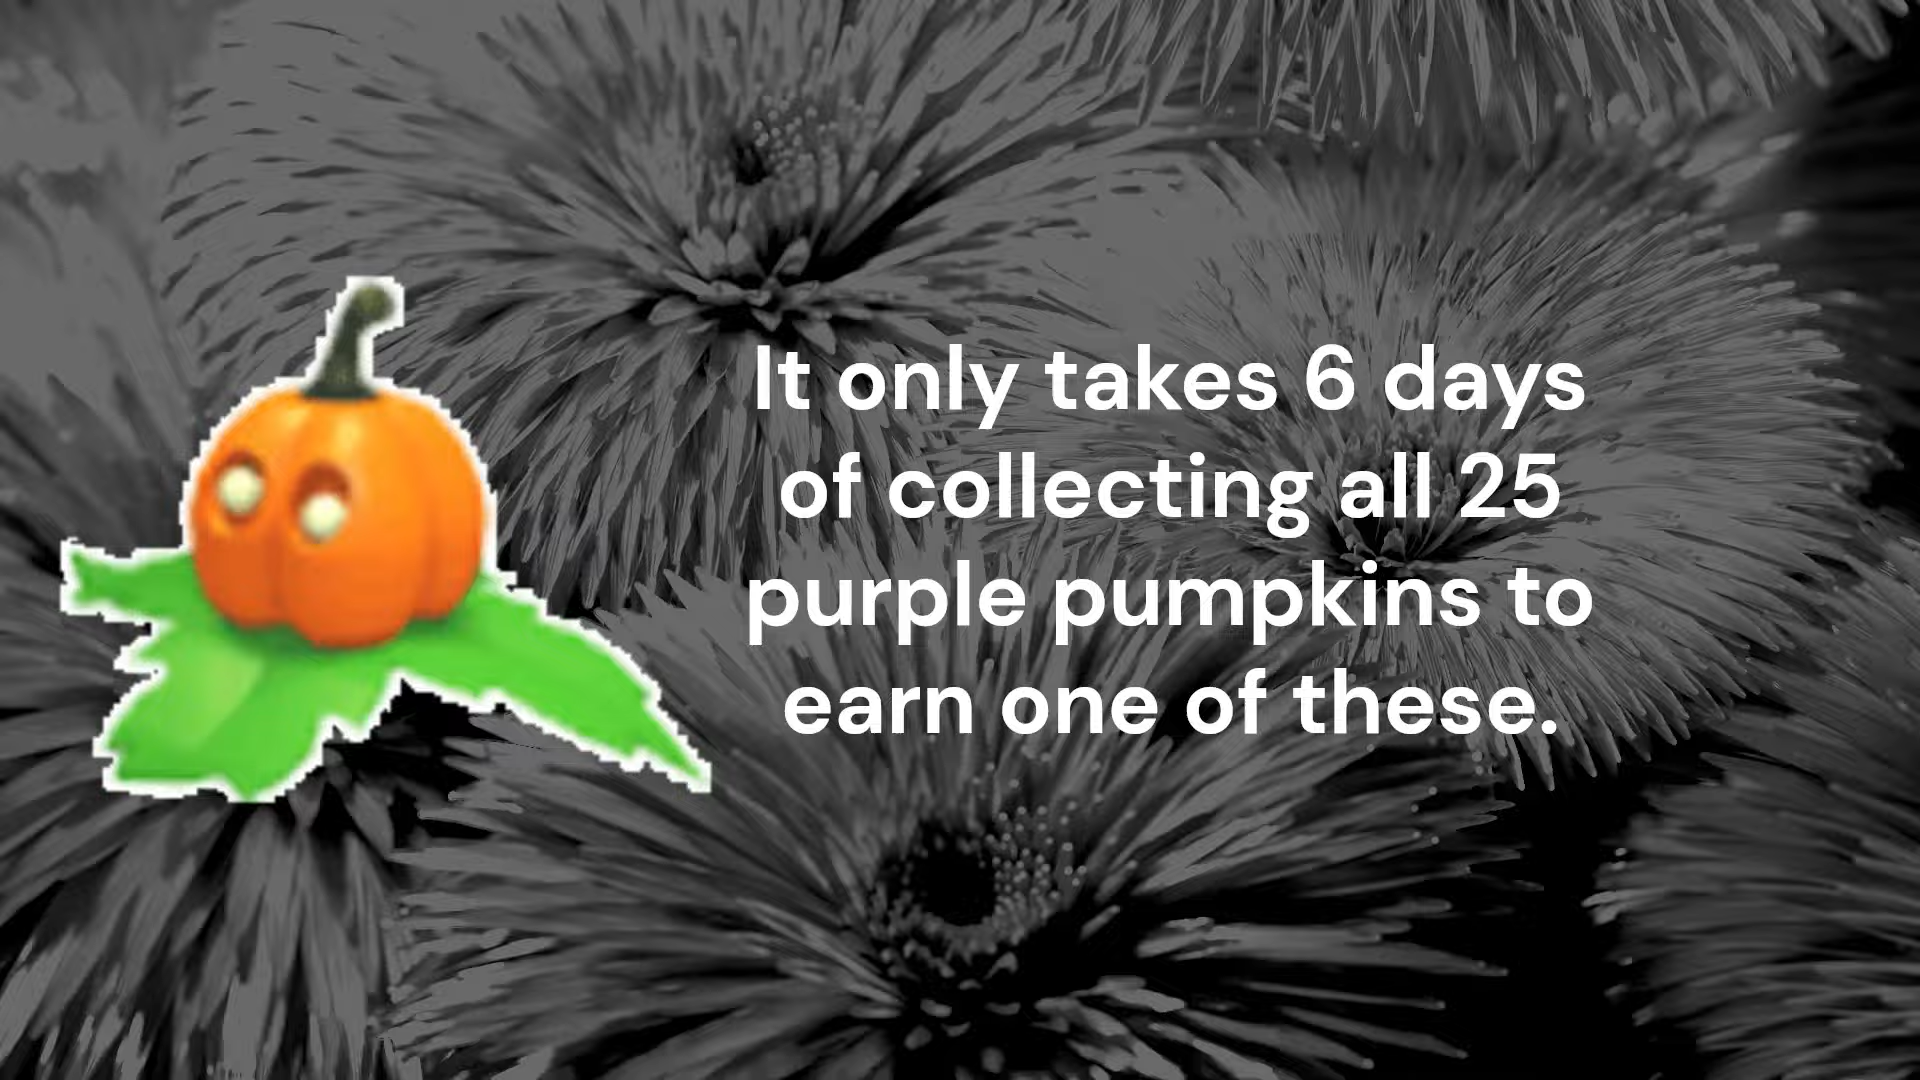 It only takes 6 days
of collecting all 25
purple pumpkins to
earn one of these.